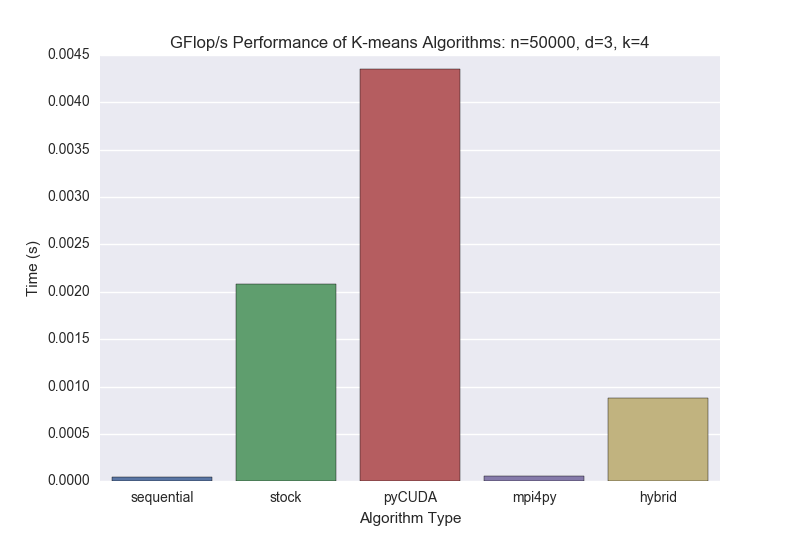 GFlop/s Performance of K-means Algorithms: n=50000, d=3, k=4
0.0045
0.0040
0.0035
0.0030
0.0025
0.0020
0.0015
0.0010
0.0005
0.0000
Time (s)
sequential stock pyCUDA mpi4py hybrid
Algorithm Type